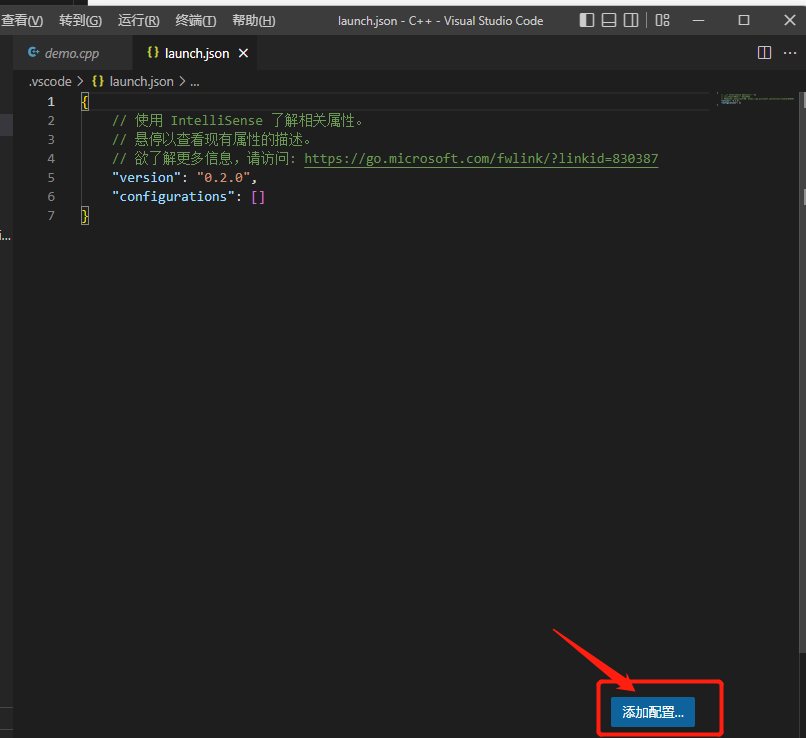 查看(V) 转到(G) 运行(R) 终端(T) 帮助(H) launch.json - C++ - Visual Studio Code
demo.cpp {} launch.json ×
.vscode > {} launch.json > ...
1 {
2 // 使用 IntelliSense 了解相关属性。
3 // 悬停以查看现有属性的描述。
4 // 欲了解更多信息，请访问: https://go.microsoft.com/fwlink/?linkid=830387
5 "version": "0.2.0",
6 "configurations": []
7 }
i...
添加配置...